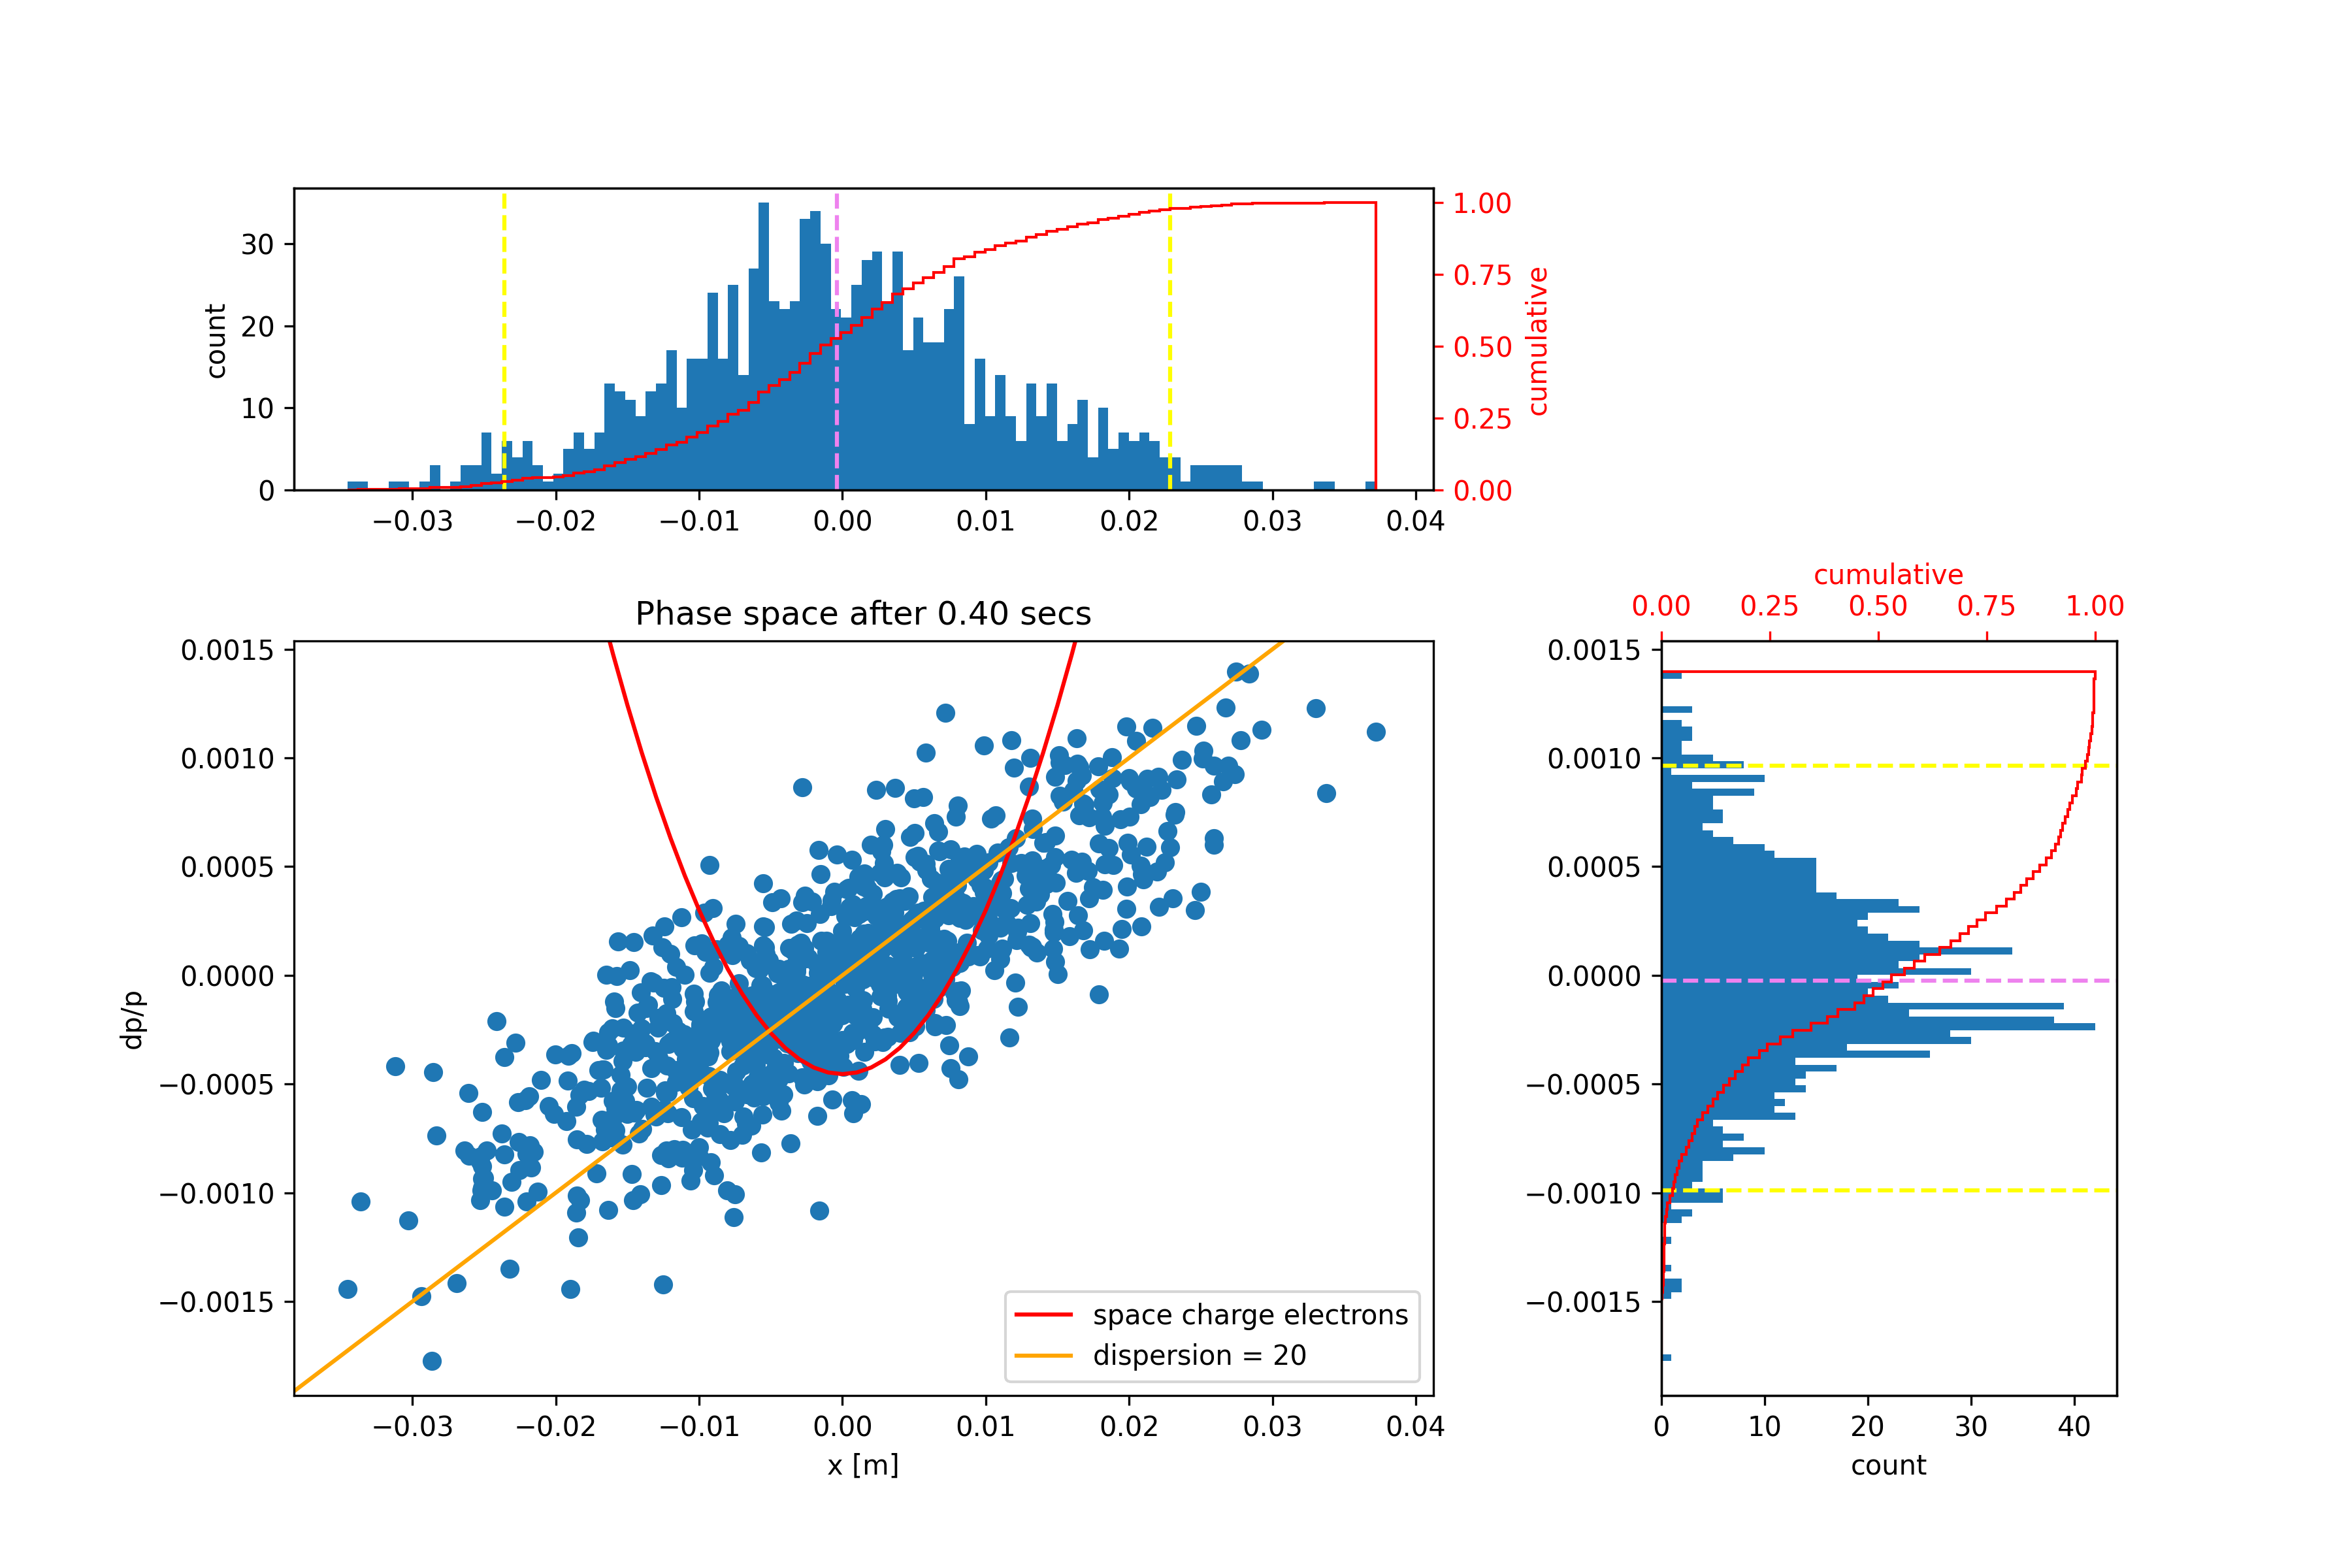 1.00
30
0.75
count
cumulative
20
0.50
10
0.25
0
0.00
−0.03 −0.02 −0.01 0.00 0.01 0.02 0.03 0.04
Phase space after 0.40 secs
0.0015
0.0010
0.0005
0.0000
dp/p
−0.0005
−0.0010
−0.0015
space charge electrons
dispersion = 20
−0.03 −0.02 −0.01 0.00 0.01 0.02 0.03 0.04
x [m]
cumulative
0.00 0.25 0.50 0.75 1.00
0.0015
0.0010
0.0005
0.0000
−0.0005
−0.0010
−0.0015
0 10 20 30 40
count